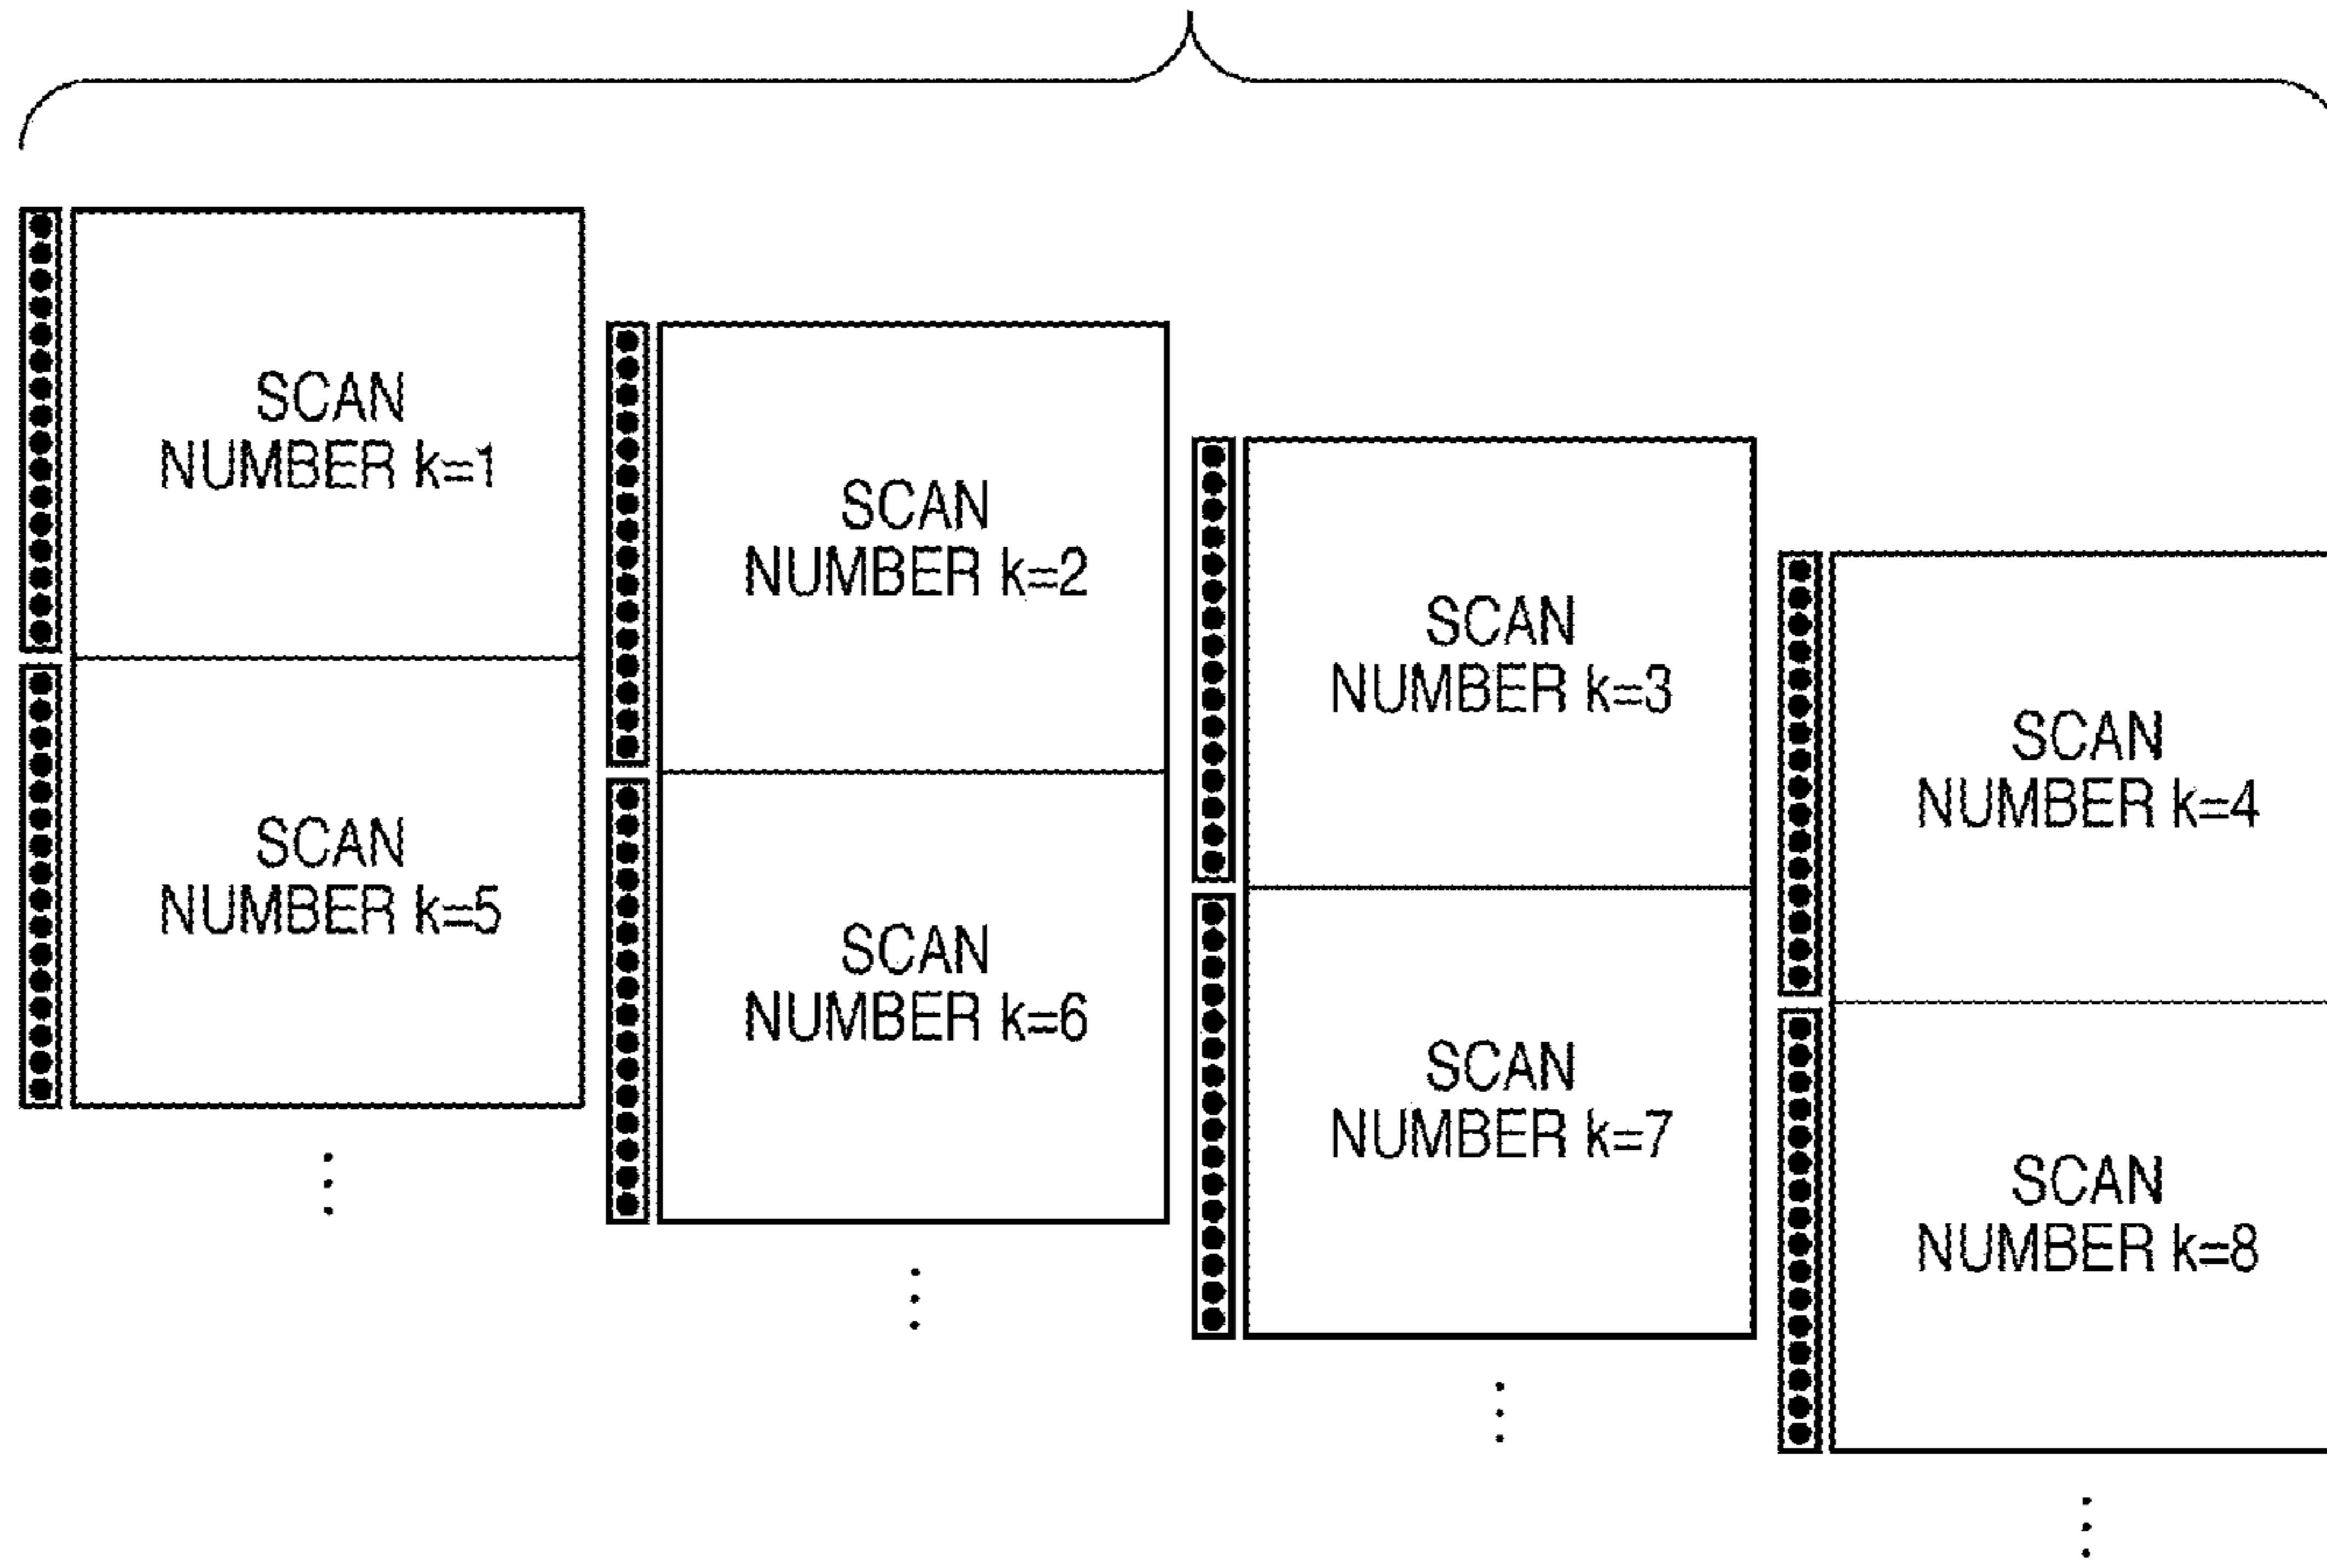 SCAN
NUMBER k=1
SCAN
NUMBER k=5
SCAN
NUMBER k=2
SCAN
NUMBER k=6
SCAN
NUMBER k=3
SCAN
NUMBER k=7
SCAN
NUMBER k=4
SCAN
NUMBER k=8